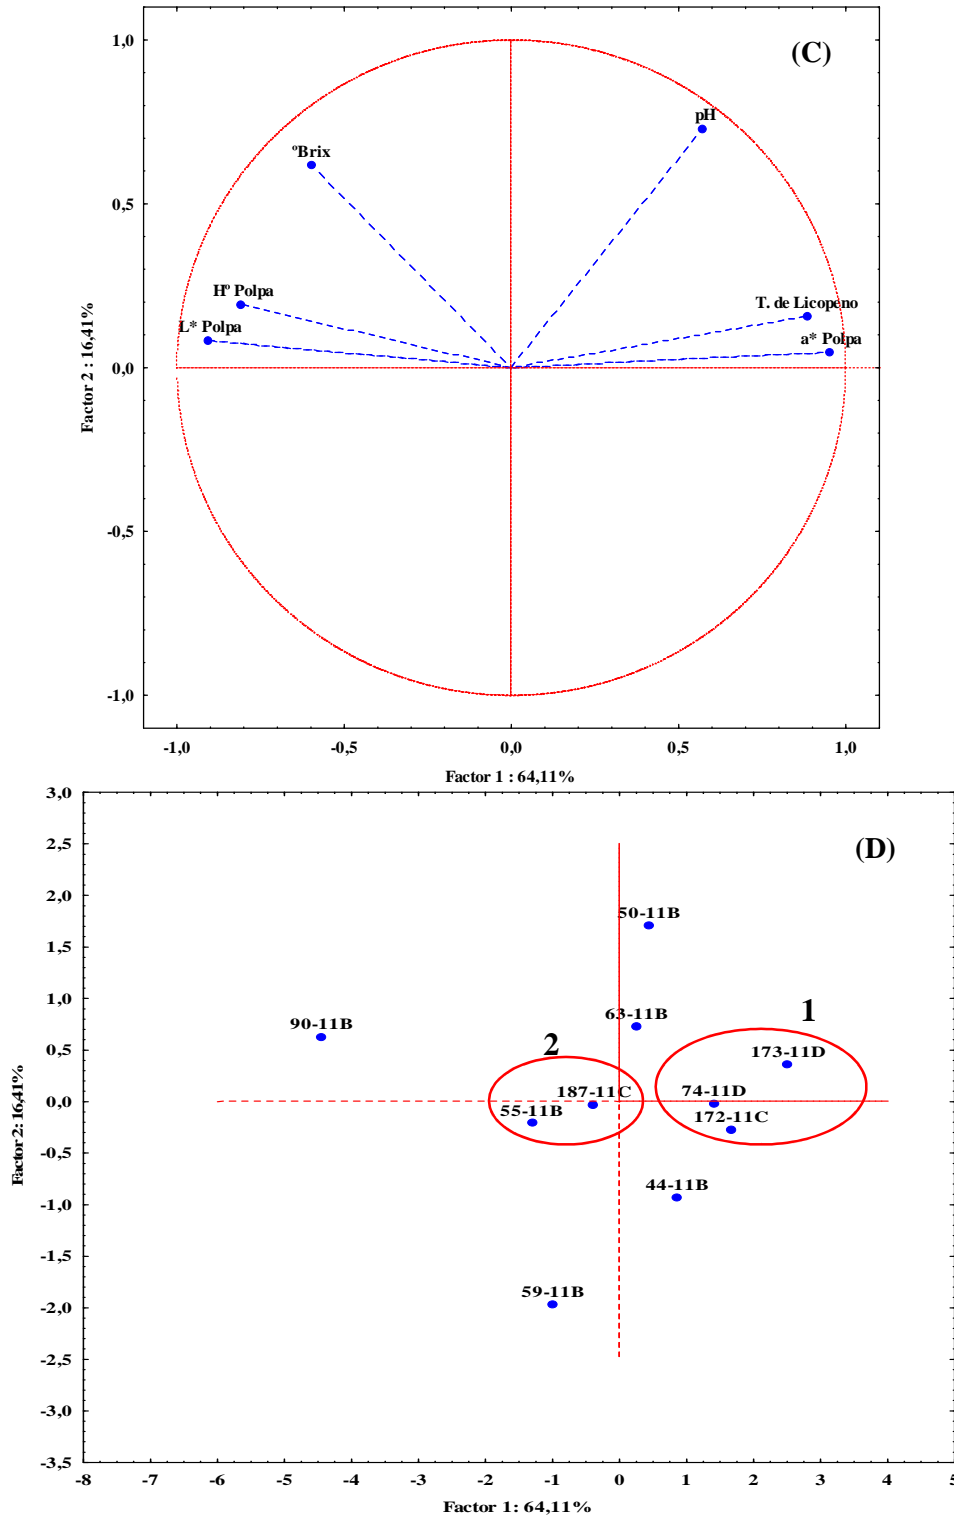 (C)
1,0
0,5
0,0
-0,5
-1,0
Factor 2 : 16,41%
pH
ºBrix
Hº Polpa
L* Polpa
T. de Licopeno
a* Polpa
-1,0 -0,5 0,0 0,5 1,0
Factor 1 : 64,11%
(D)
3,0
2,5
2,0
1,5
1,0
0,5
0,0
-0,5
-1,0
-1,5
-2,0
-2,5
-3,0
-3,5
Factor 2: 16,41%
50-11B
63-11B
90-11B
1
2
173-11D
187-11C
74-11D
55-11B
172-11C
44-11B
59-11B
-8 -7 -6 -5 -4 -3 -2 -1 0 1 2 3 4 5
Factor 1: 64,11%